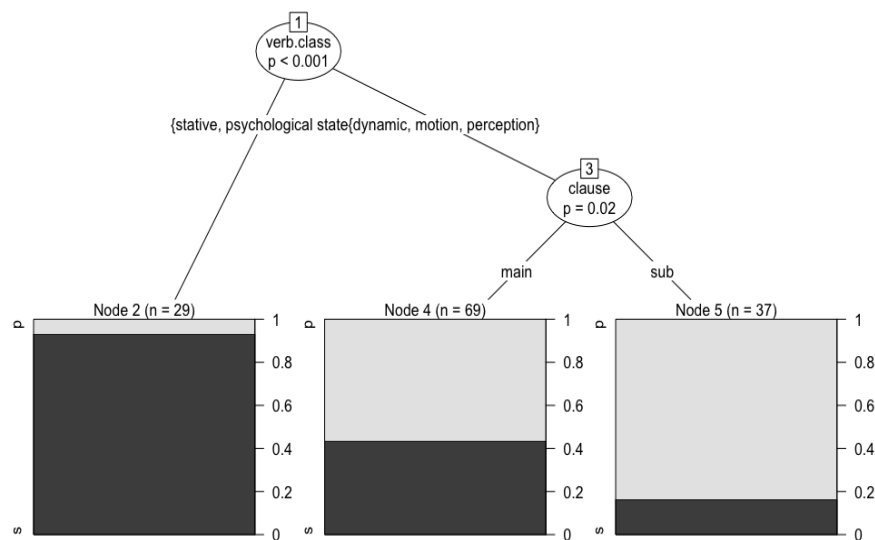 1
verb.class
p < 0.001
{stative, psychological state{dynamic, motion, perception}
3
clause
p = 0.02
main
sub
Node 2 (n = 29)
p
s
1
0.8
0.6
0.4
0.2
0
Node 4 (n = 69)
p
s
1
0.8
0.6
0.4
0.2
0
Node 5 (n = 37)
p
s
1
0.8
0.6
0.4
0.2
0